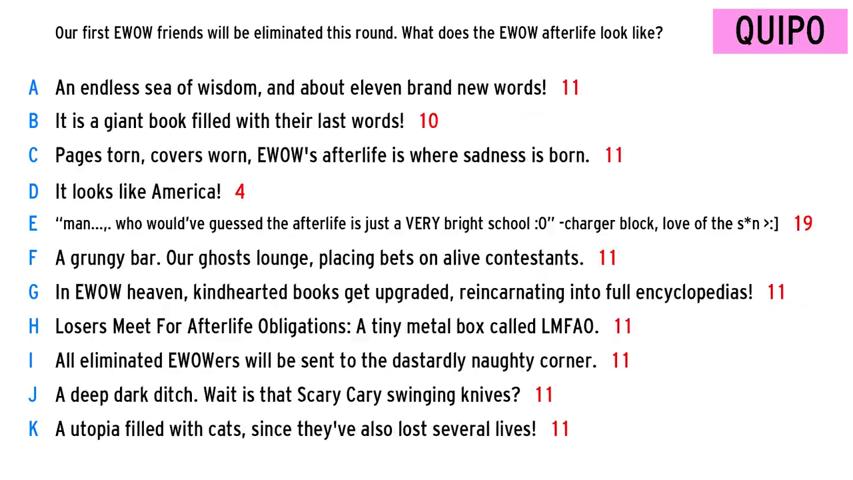 Our first EWOW friends will be eliminated this round. What does the EWOW afterlife look like?
QUIPO
A An endless sea of wisdom, and about eleven brand new words! 11
B It is a giant book filled with their last words! 10
C Pages torn, covers worn, EWOW's afterlife is where sadness is born. 11
D It looks like America! 4
E “man...,. who would’ve guessed the afterlife is just a VERY bright school :0” -charger block, love of the s*n >:] 19
F A grungy bar. Our ghosts lounge, placing bets on alive contestants. 11
G In EWOW heaven, kindhearted books get upgraded, reincarnating into full encyclopedias! 11
H Losers Meet For Afterlife Obligations: A tiny metal box called LMFAO. 11
I All eliminated EWOWers will be sent to the dastardly naughty corner. 11
J A deep dark ditch. Wait is that Scary Cary swinging knives? 11
K A utopia filled with cats, since they've also lost several lives! 11